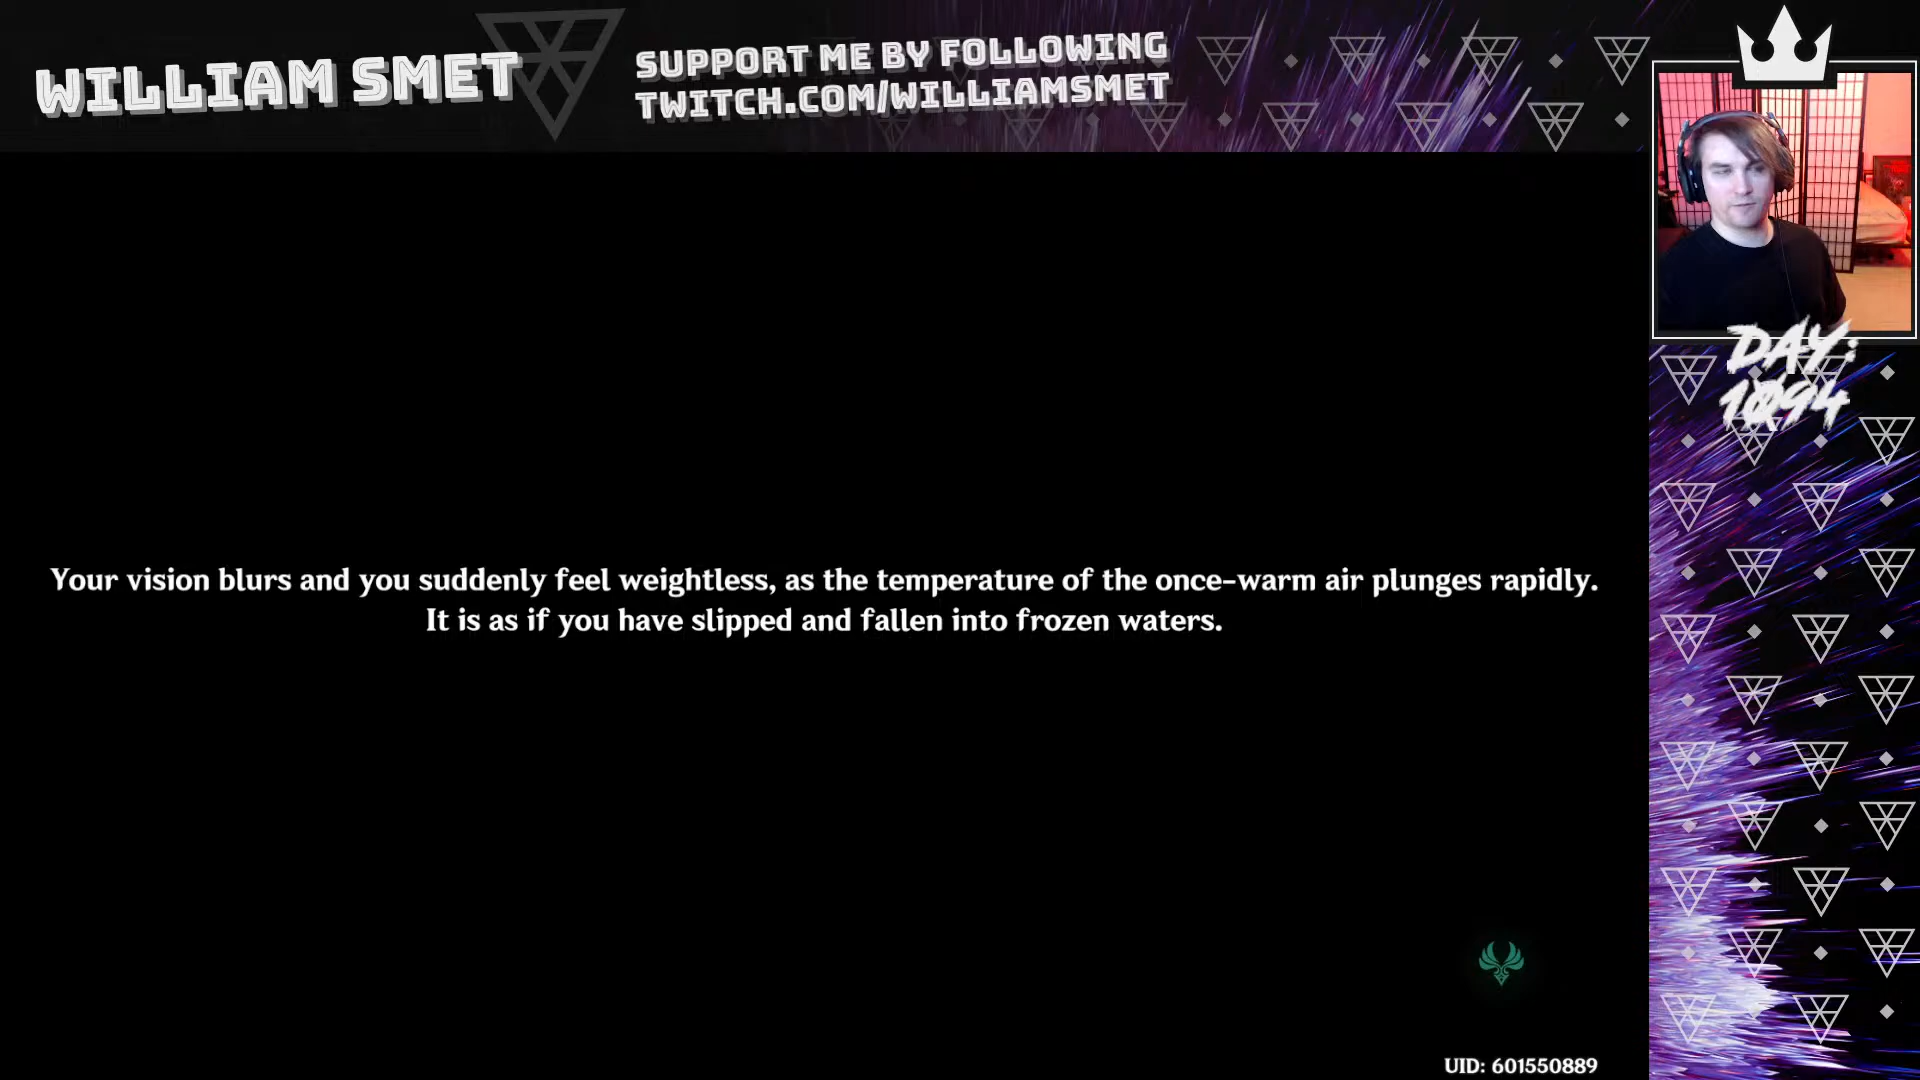 WILLIAM SMET
SUPPORT ME BY FOLLOWING
TWITCH.COM/WILLIAMSMET
DAY:
1094
Your vision blurs and you suddenly feel weightless, as the temperature of the once-warm air plunges rapidly.
It is as if you have slipped and fallen into frozen waters.
UID: 601550889